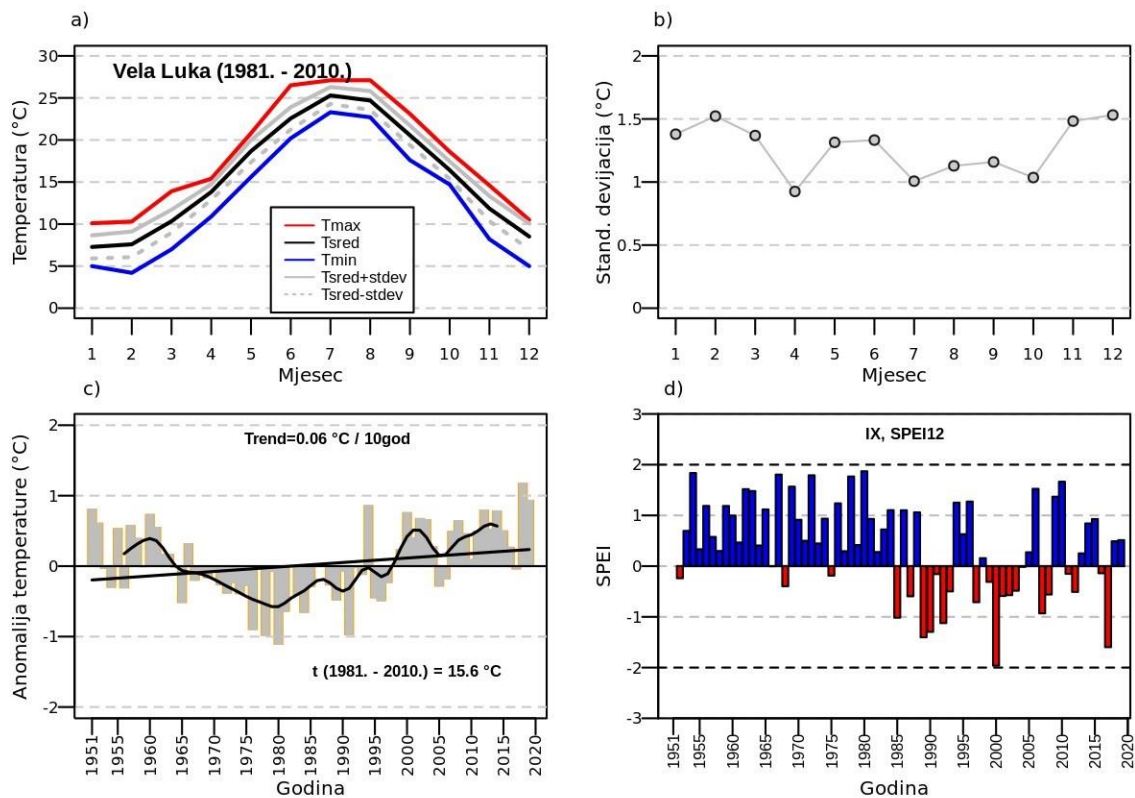 a)
Vela Luka (1981. - 2010.)
Temperatura (°C)
30
25
20
15
10
5
0
Tmax
Tsred
Tmin
Tsred+stdev
Tsred-stdev
1 2 3 4 5 6 7 8 9 10 11 12
Mjesec
b)
Stand. devijacija (°C)
2
1.5
1
0.5
0
1 2 3 4 5 6 7 8 9 10 11 12
Mjesec
c)
Anomalija temperature (°C)
2
1
0
-1
-2
Trend=0.06 °C / 10god
t (1981. - 2010.) = 15.6 °C
1951 1955 1960 1965 1970 1975 1980 1985 1990 1995 2000 2005 2010 2015 2020
Godina
d)
SPEI
3
2
1
0
-1
-2
-3
IX, SPEI12
1951 1955 1960 1965 1970 1975 1980 1985 1990 1995 2000 2005 2010 2015 2020
Godina